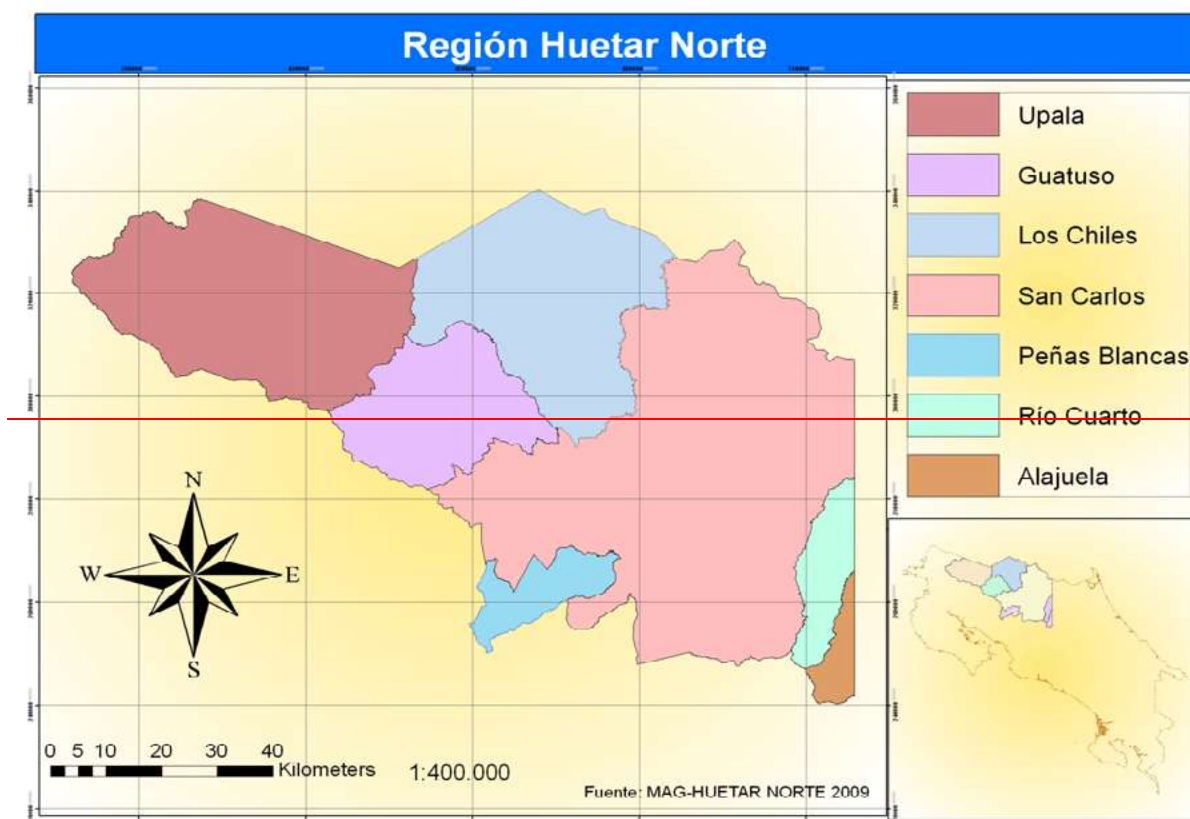 Región Huetar Norte
Upala
Guatuso
Los Chiles
San Carlos
Peñas Blancas
Río Cuarto
Alajuela
N
W E
S
0 5 10 20 30 40
Kilometers 1:400.000
Fuente: MAG-HUETAR NORTE 2009